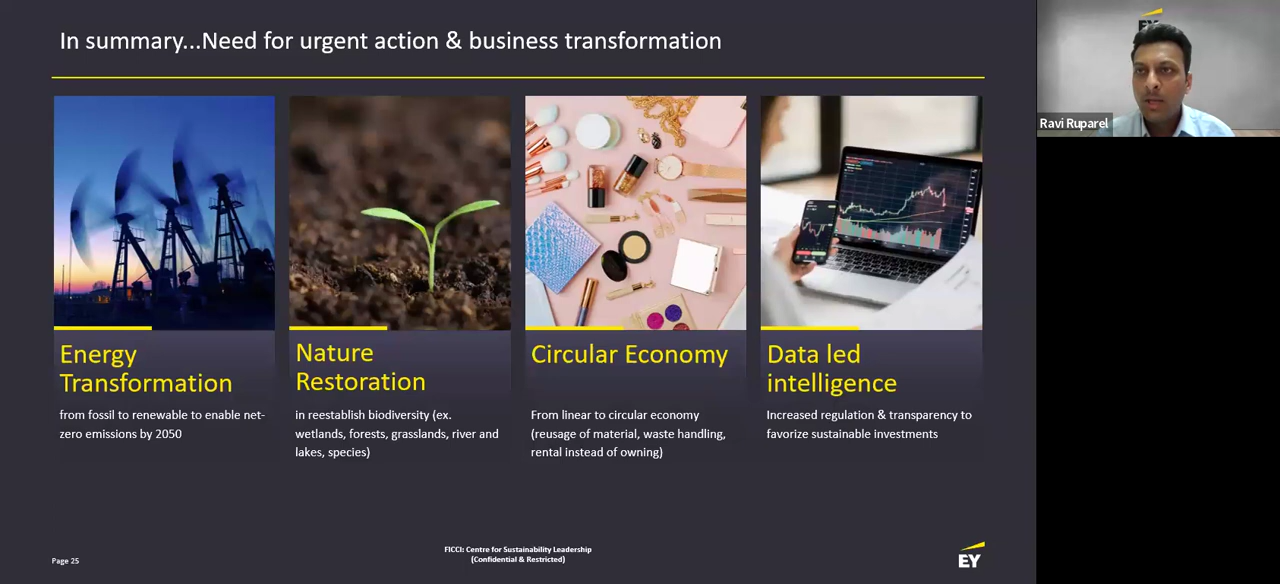 In summary...Need for urgent action & business transformation
EY
Ravi Ruparel
Energy
Transformation
from fossil to renewable to enable net-
zero emissions by 2050
Nature
Restoration
in reestablish biodiversity (ex.
wetlands, forests, grasslands, river and
lakes, species)
Circular Economy
From linear to circular economy
(reusage of material, waste handling,
rental instead of owning)
Data led
intelligence
Increased regulation & transparency to
favorize sustainable investments
Page 25
FICCI: Centre for Sustainability Leadership
(Confidential & Restricted)
EY